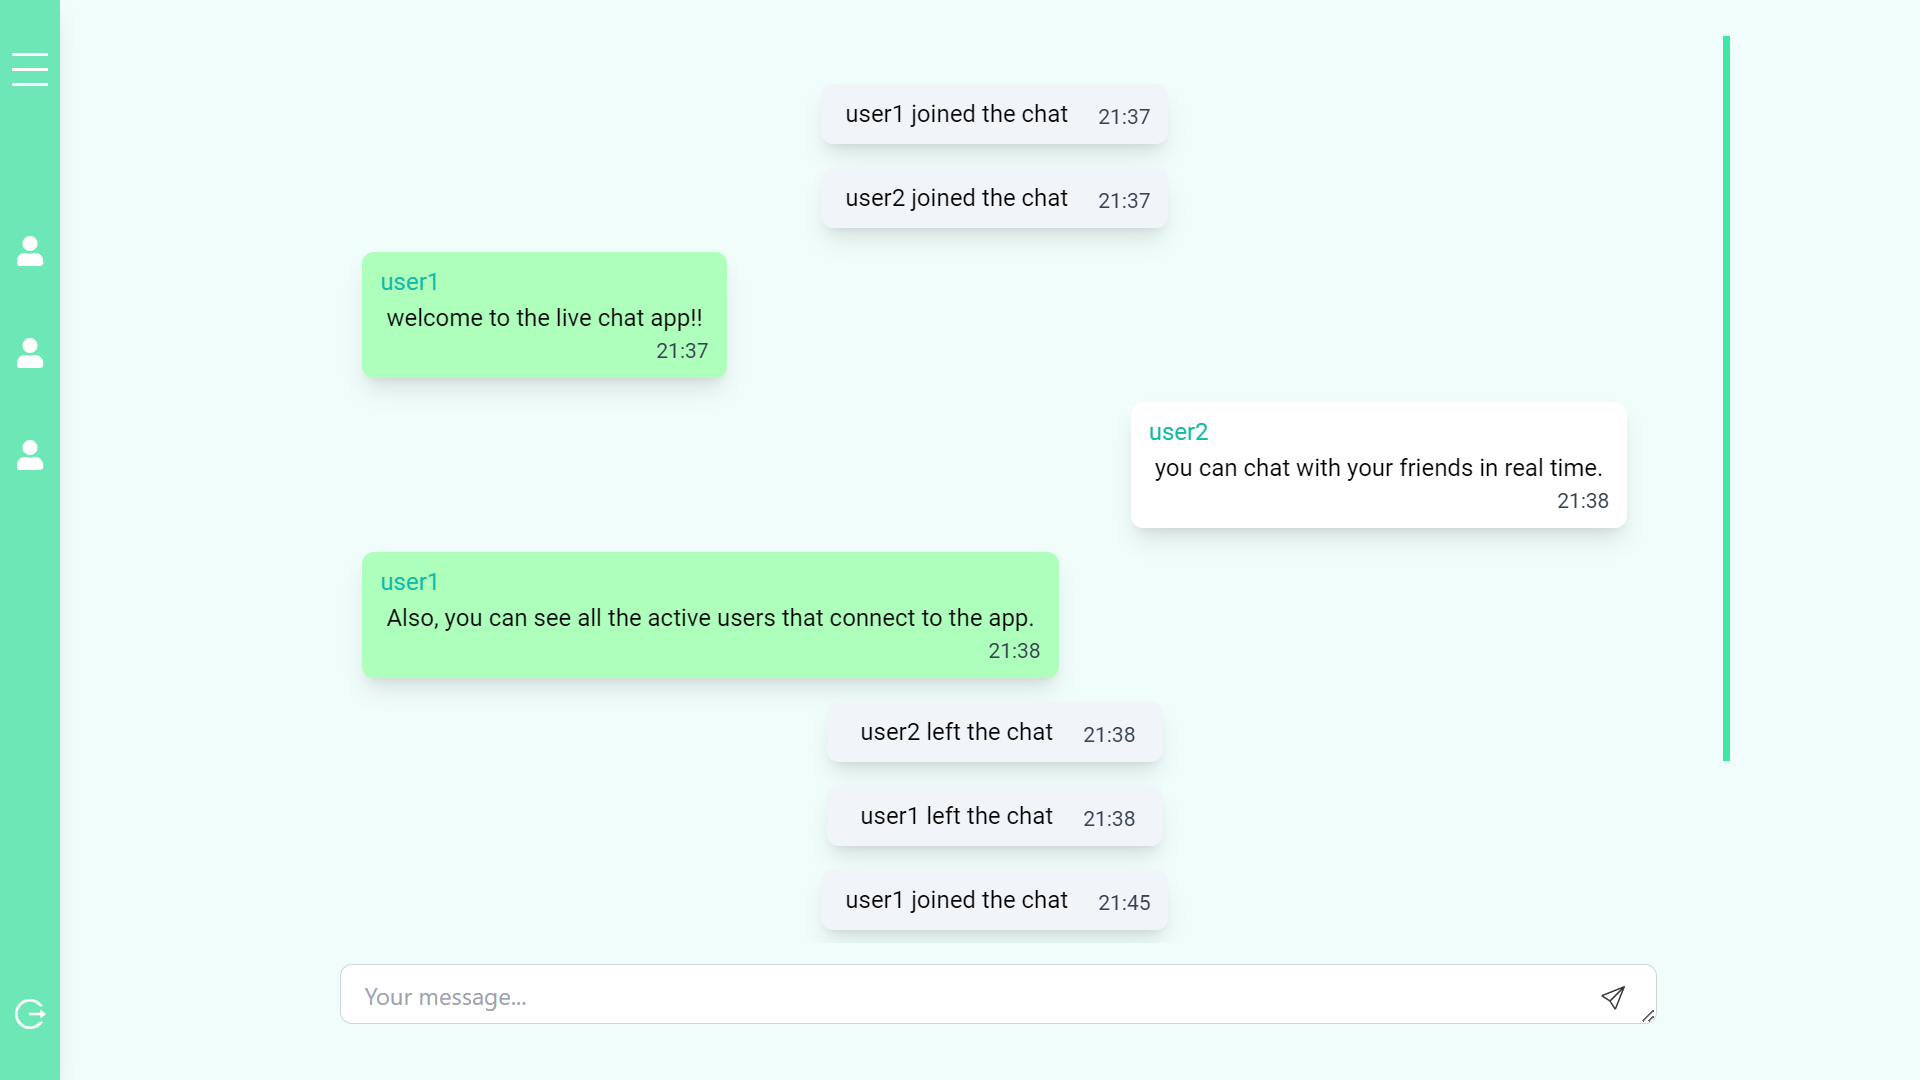 user1 joined the chat 21:37
user2 joined the chat 21:37
user1
welcome to the live chat app!!
21:37
user2
you can chat with your friends in real time.
21:38
user1
Also, you can see all the active users that connect to the app.
21:38
user2 left the chat 21:38
user1 left the chat 21:38
user1 joined the chat 21:45
Your message...